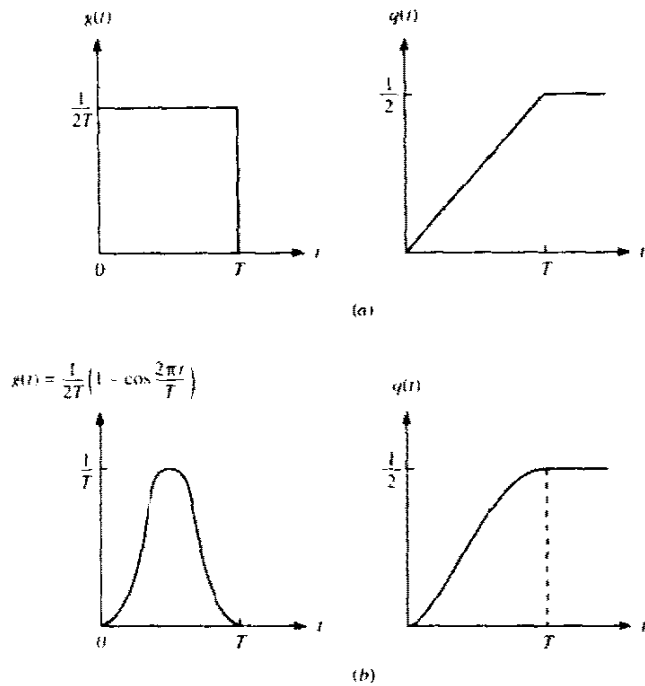 g(t) q(t)
1/2T 1/2
0 T t T t
(a)
g(t) = 1/2T (1 - cos 2πt/T)
q(t)
1/T 1/2
0 T t T t
(b)